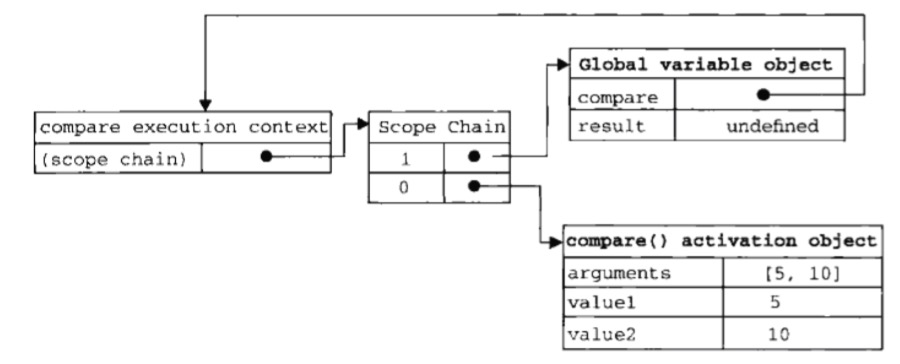 Global variable object
compare
result undefined
compare execution context
(scope chain)
Scope Chain
1
0
compare() activation object
arguments [5, 10]
value1 5
value2 10